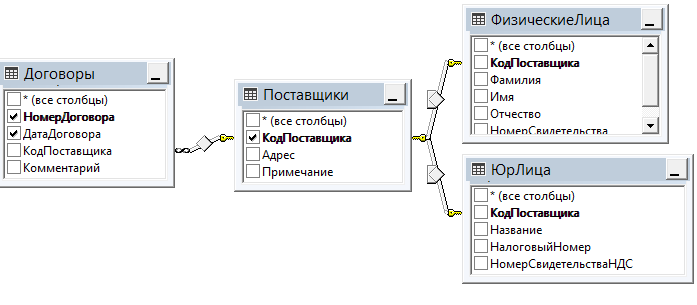 Договоры
* (все столбцы)
НомерДоговора
ДатаДоговора
КодПоставщика
Комментарий
Поставщики
* (все столбцы)
КодПоставщика
Адрес
Примечание
ФизическиеЛица
* (все столбцы)
КодПоставщика
Фамилия
Имя
Отчество
НомерСвидетельства
ЮрЛица
* (все столбцы)
КодПоставщика
Название
НалоговыйНомер
НомерСвидетельстваНДС